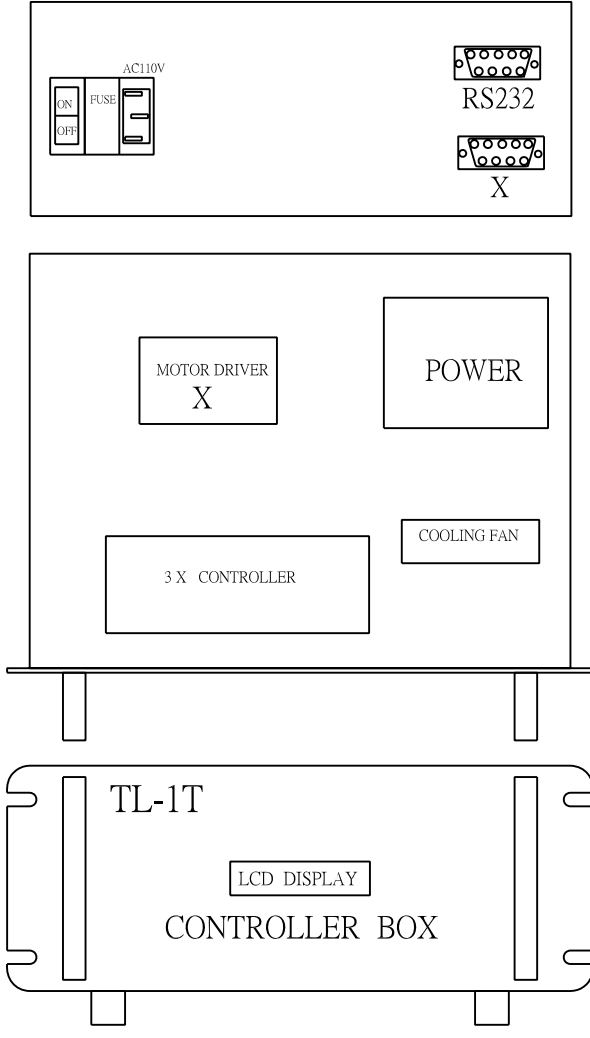 AC110V
ON
FUSE
OFF
RS232
X
MOTOR DRIVER
X
POWER
COOLING FAN
3 X CONTROLLER
TL-1T
LCD DISPLAY
CONTROLLER BOX